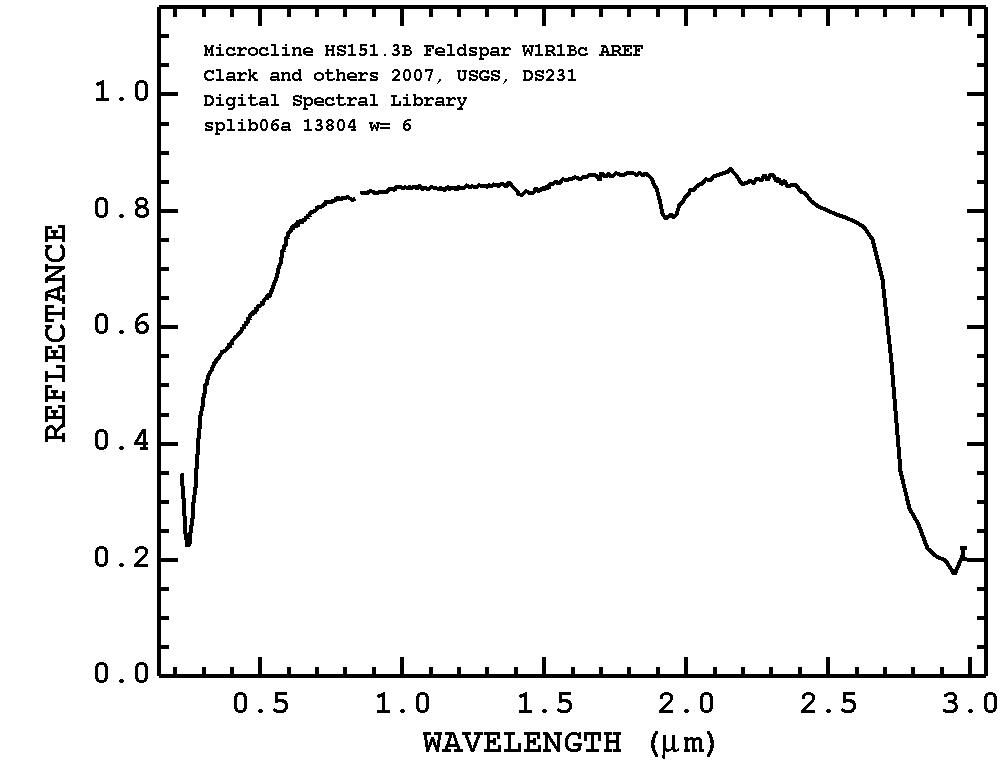 Microcline HS151.3B Feldspar W1R1Bc AREF
Clark and others 2007, USGS, DS231
Digital Spectral Library
splib06a 13804 w= 6
REFLECTANCE
1.0
0.8
0.6
0.4
0.2
0.0
0.5 1.0 1.5 2.0 2.5 3.0
WAVELENGTH (μm)